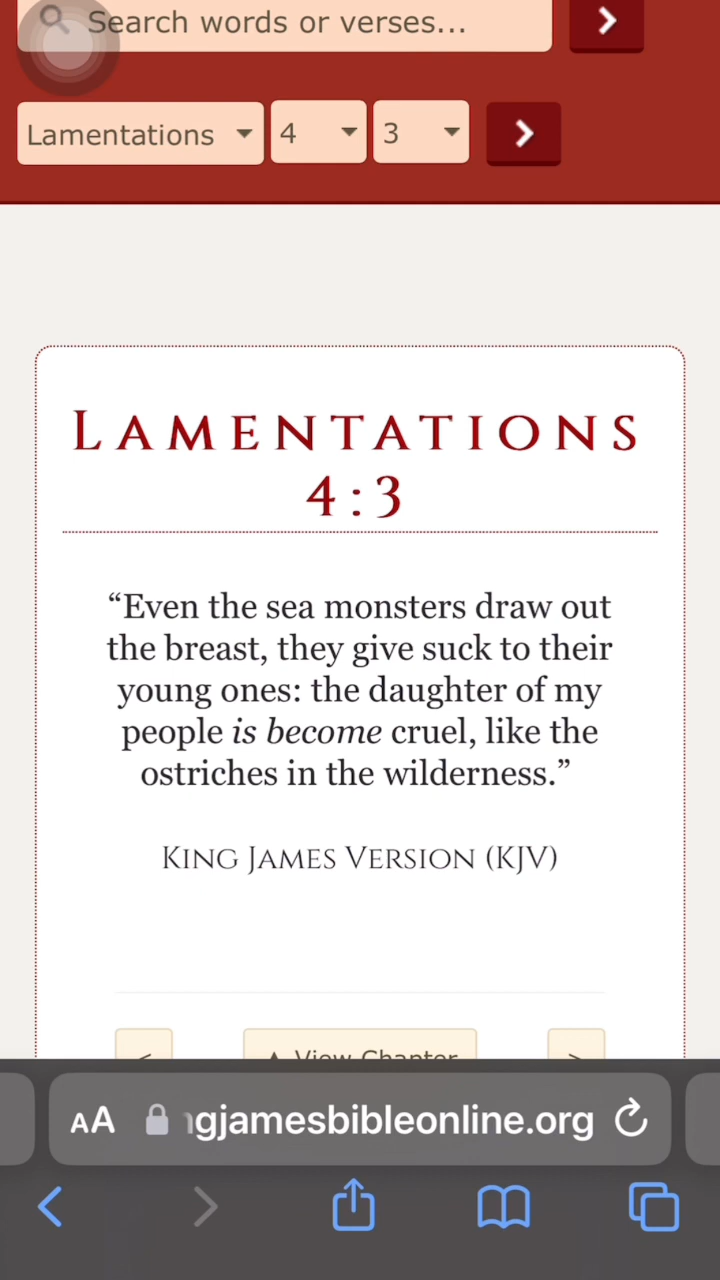 Search words or verses...
Lamentations 4 3
LAMENTATIONS
4:3
“Even the sea monsters draw out
the breast, they give suck to their
young ones: the daughter of my
people is become cruel, like the
ostriches in the wilderness.”
KING JAMES VERSION (KJV)
< ▲ View Chapter >
AA gjamesbibleonline.org